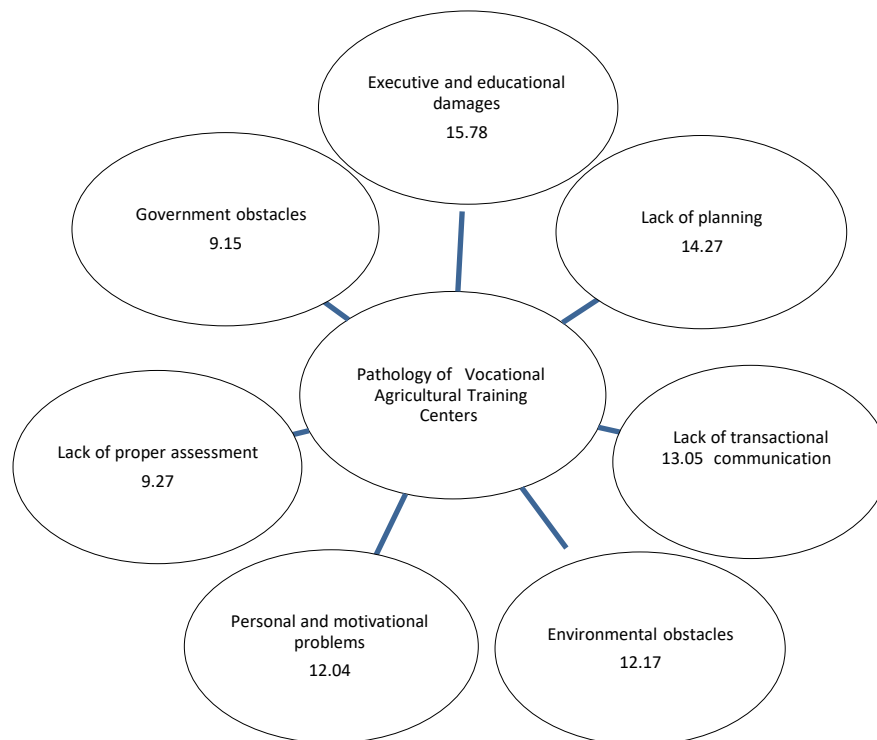 Executive and educational
damages
15.78
Government obstacles
9.15
Lack of planning
14.27
Pathology of Vocational
Agricultural Training
Centers
Lack of transactional
13.05 communication
Lack of proper assessment
9.27
Personal and motivational
problems
12.04
Environmental obstacles
12.17